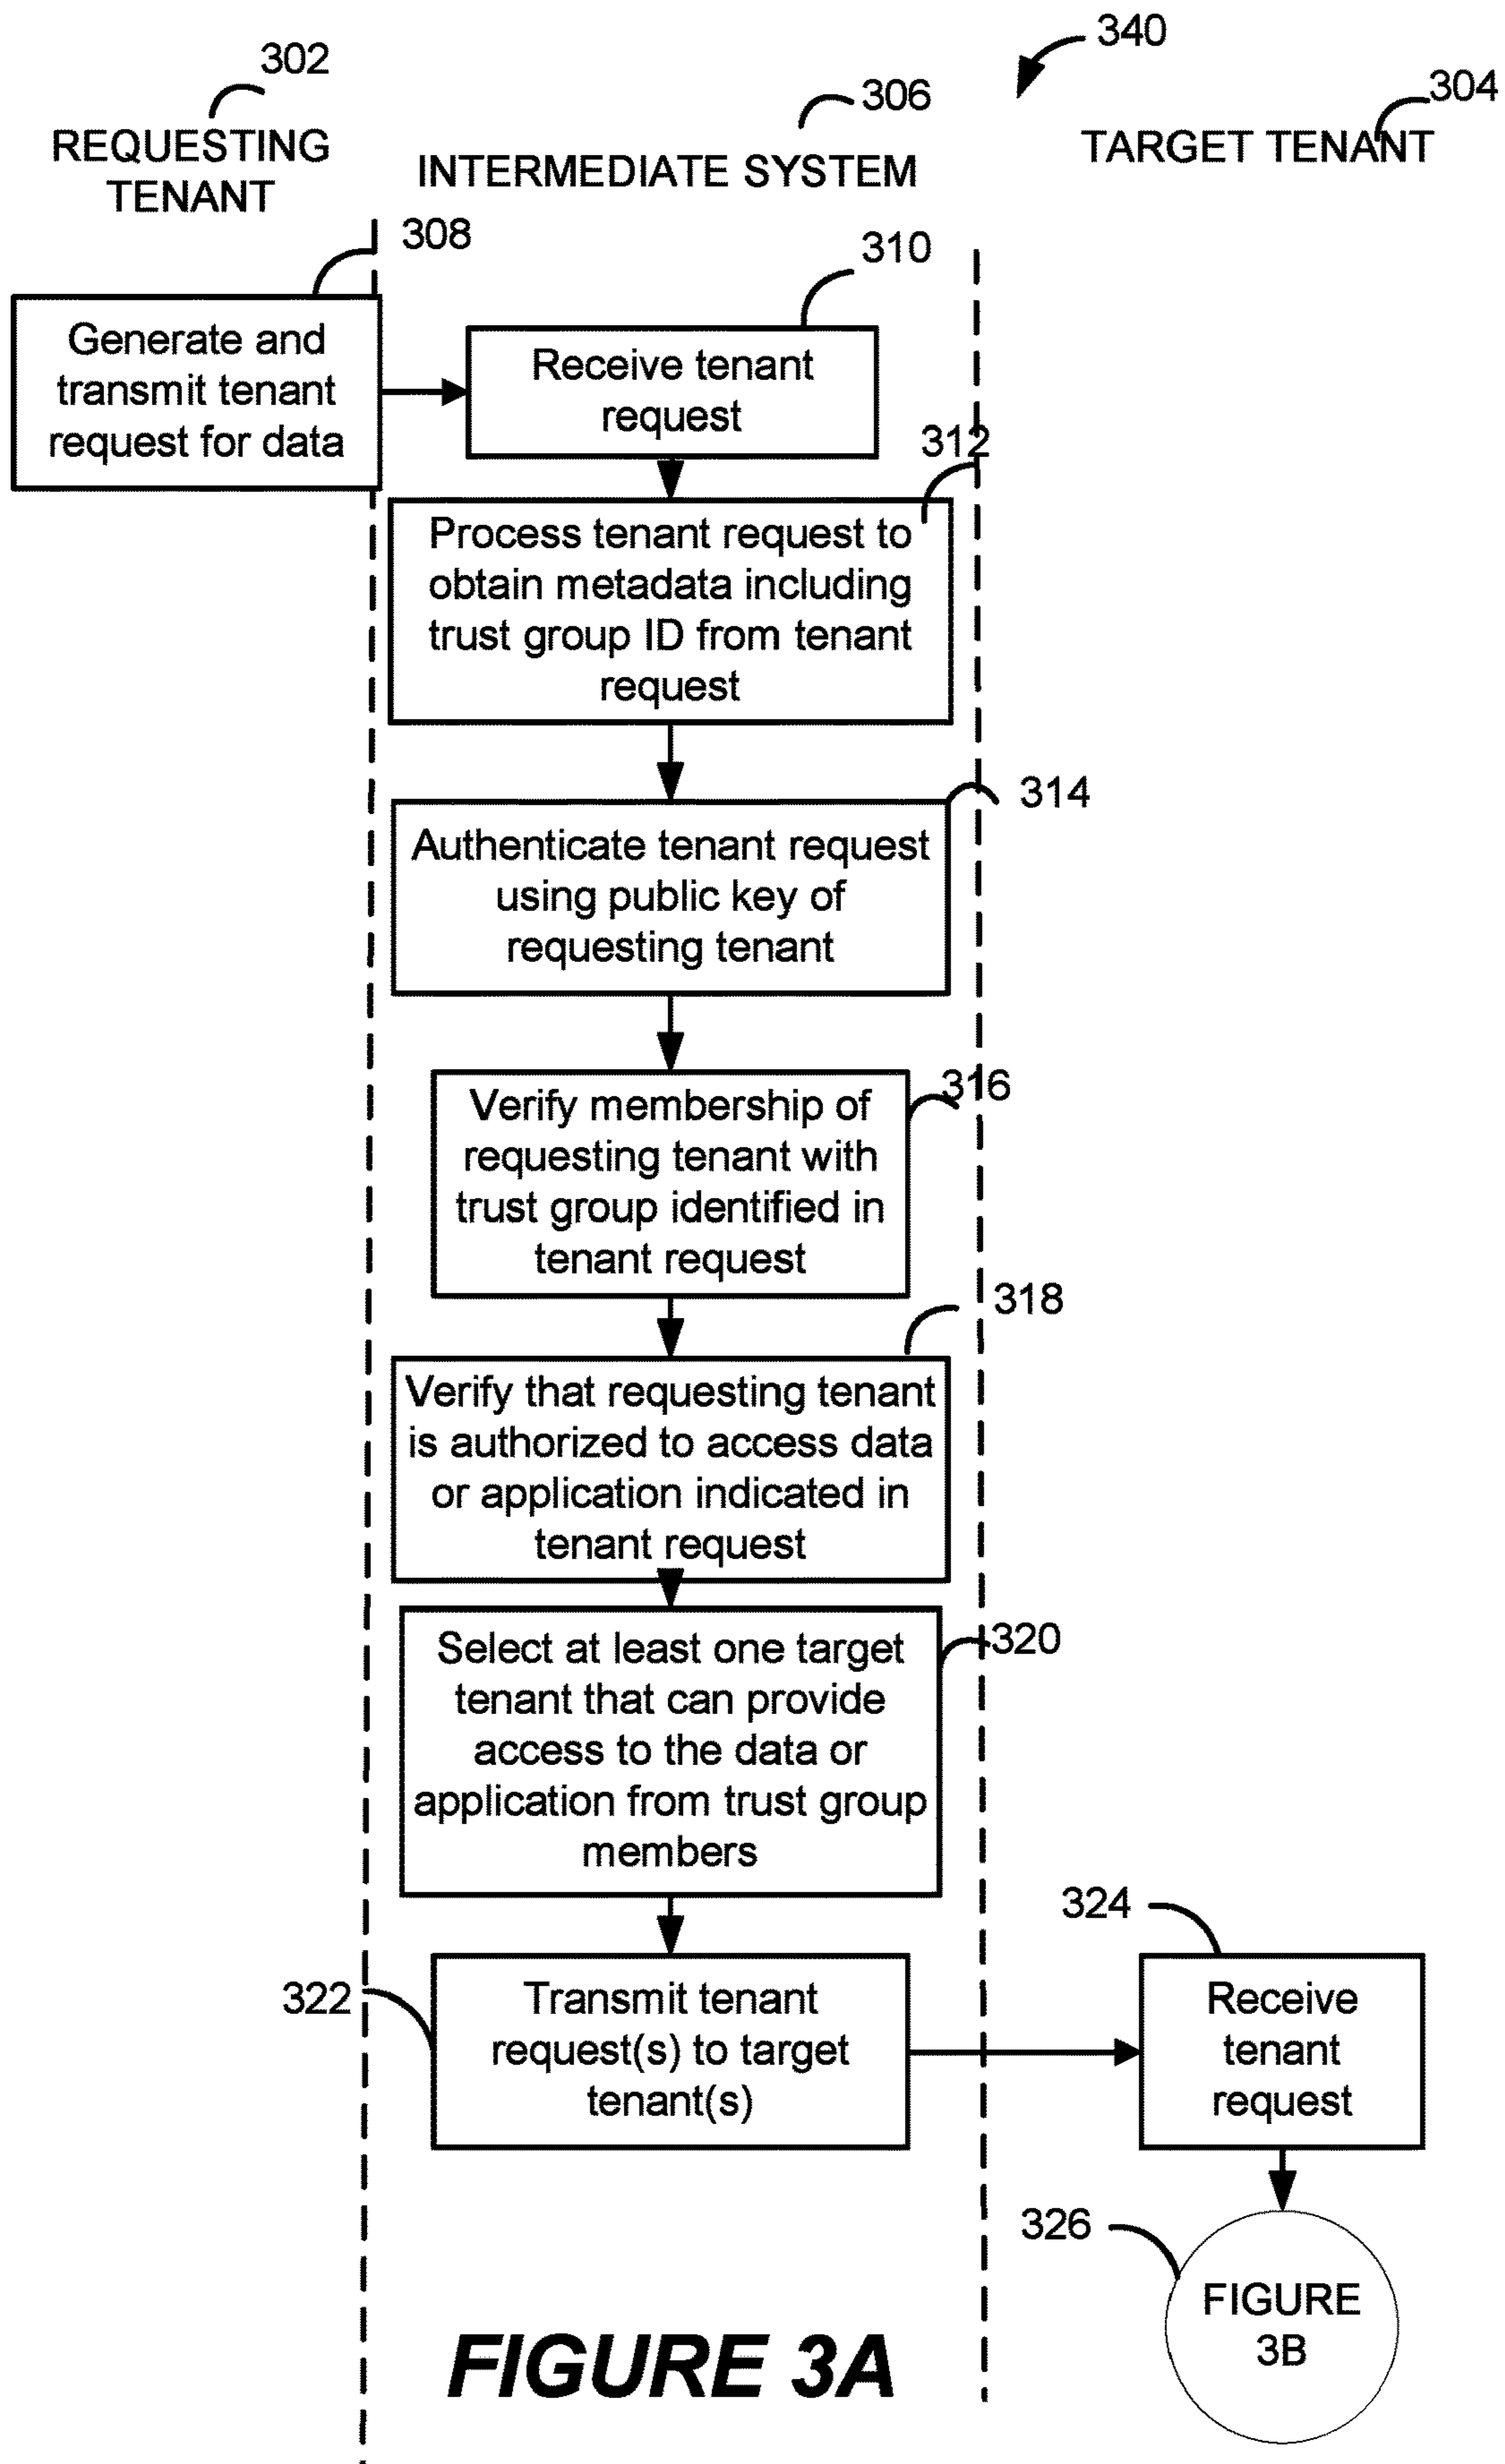 340
302
306
304
REQUESTING
TENANT
INTERMEDIATE SYSTEM
TARGET TENANT
308
310
Generate and
transmit tenant
request for data
Receive tenant
request
312
Process tenant request to
obtain metadata including
trust group ID from tenant
request
314
Authenticate tenant request
using public key of
requesting tenant
316
Verify membership of
requesting tenant with
trust group identified in
tenant request
318
Verify that requesting tenant
is authorized to access data
or application indicated in
tenant request
320
Select at least one target
tenant that can provide
access to the data or
application from trust group
members
324
322
Transmit tenant
request(s) to target
tenant(s)
Receive
tenant
request
326
FIGURE
3B
FIGURE 3A